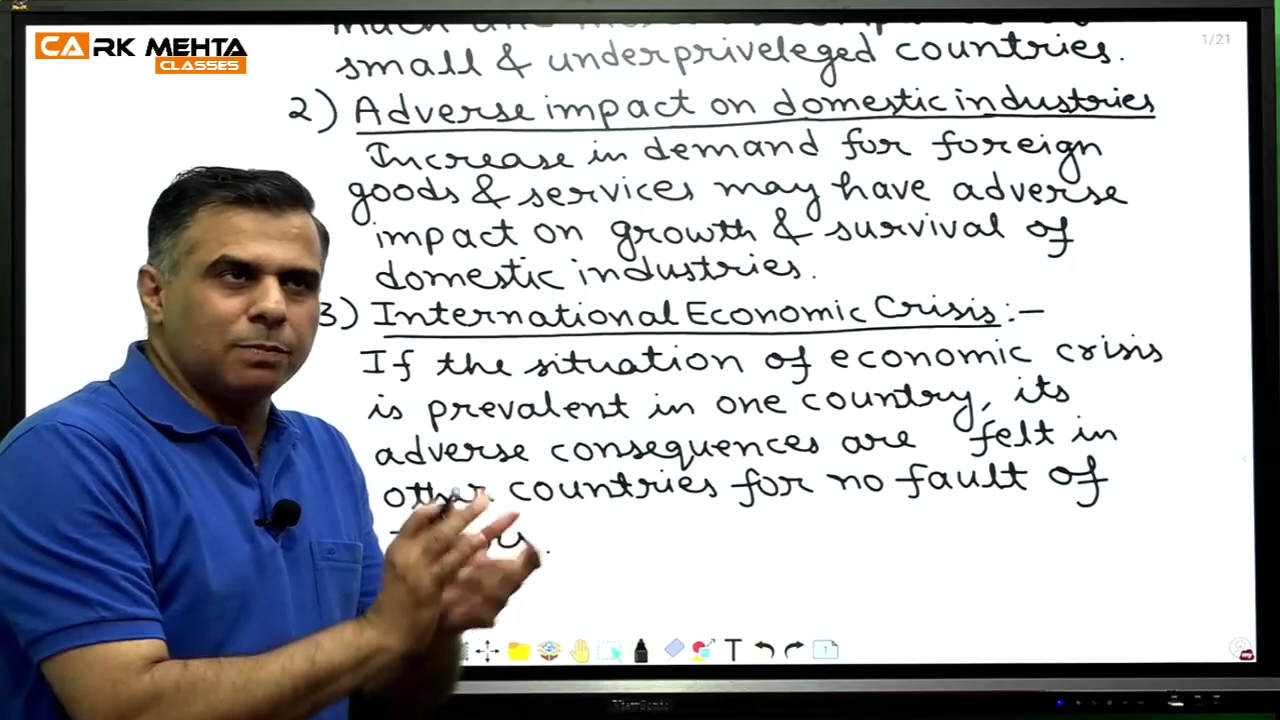 CA RK MEHTA
CLASSES
1/21
small & underpriveleged countries.
2) Adverse impact on domestic industries
Increase in demand for foreign
goods & services may have adverse
impact on growth & survival of
domestic industries.
3) International Economic Crisis:-
If the situation of economic crisis
is prevalent in one country, its
adverse consequences are felt in
other countries for no fault of
T
1